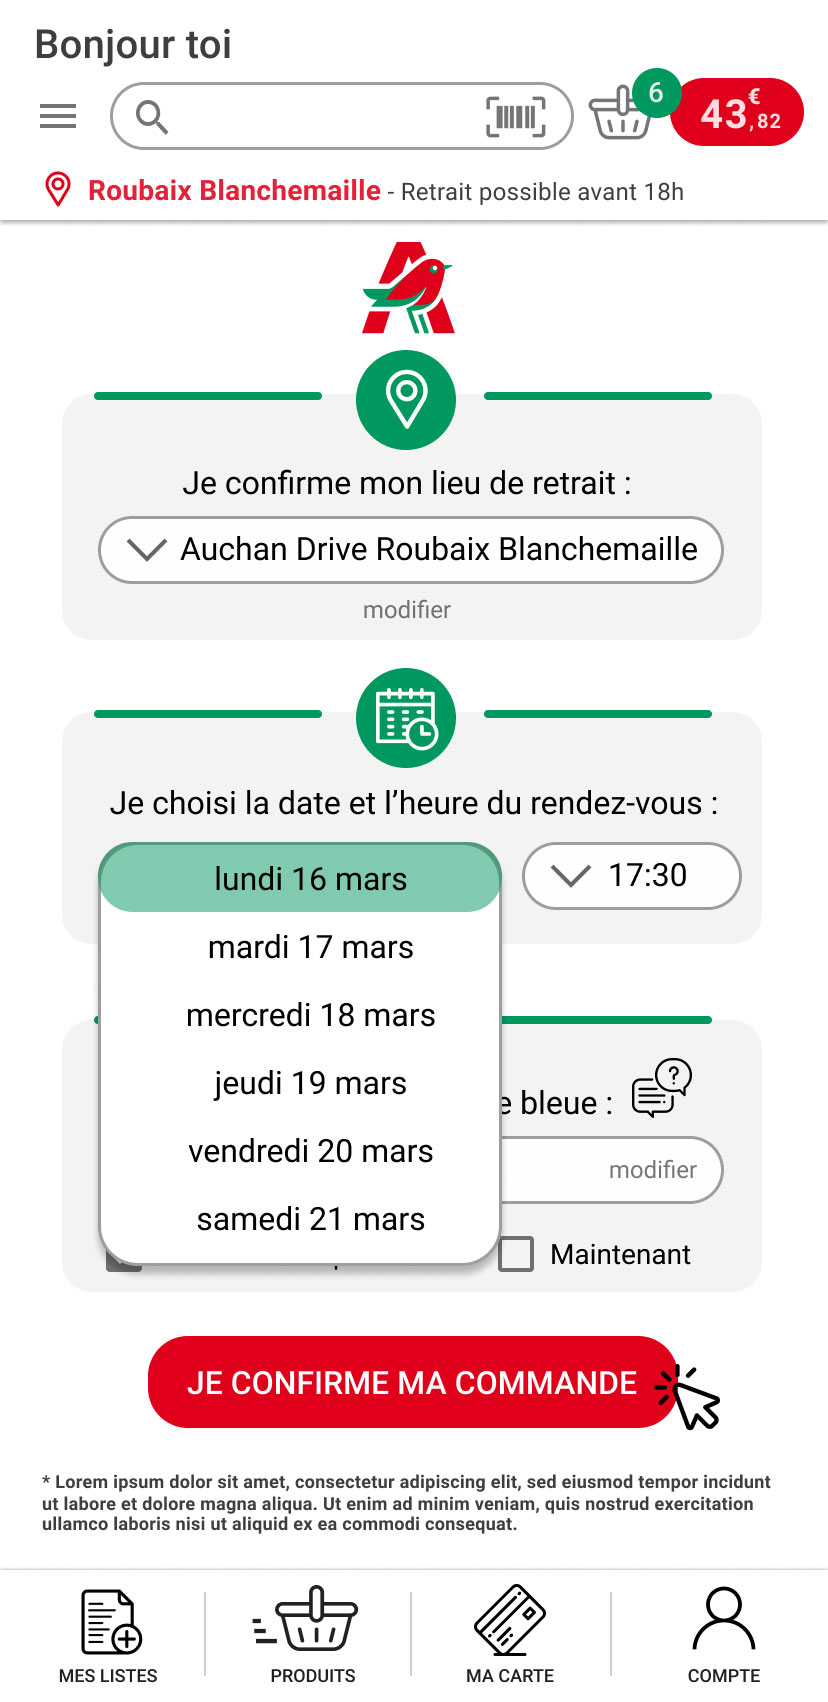 Bonjour toi
6
43€,82
Roubaix Blanchemaille - Retrait possible avant 18h
Je confirme mon lieu de retrait :
Auchan Drive Roubaix Blanchemaille
modifier
Je choisi la date et l’heure du rendez-vous :
lundi 16 mars
17:30
mardi 17 mars
mercredi 18 mars
jeudi 19 mars
vendredi 20 mars
samedi 21 mars
bleue :
?
modifier
Maintenant
JE CONFIRME MA COMMANDE
* Lorem ipsum dolor sit amet, consectetur adipiscing elit, sed eiusmod tempor incidunt
ut labore et dolore magna aliqua. Ut enim ad minim veniam, quis nostrud exercitation
ullamco laboris nisi ut aliquid ex ea commodi consequat.
MES LISTES
PRODUITS
MA CARTE
COMPTE